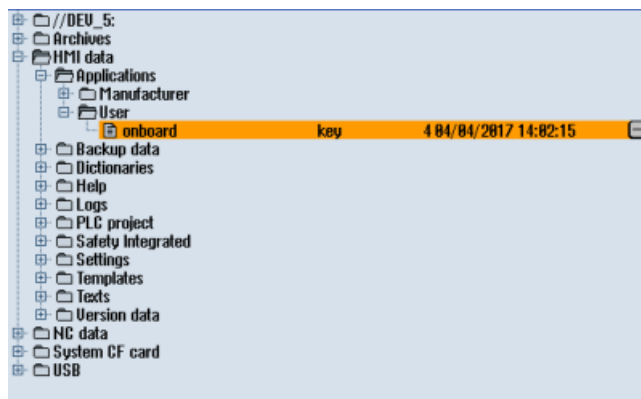 //DEV_5:
Archives
HMI data
Applications
Manufacturer
User
onboard key 4 04/04/2017 14:02:15
Backup data
Dictionaries
Help
Logs
PLC project
Safety Integrated
Settings
Templates
Texts
Version data
NC data
System CF card
USB